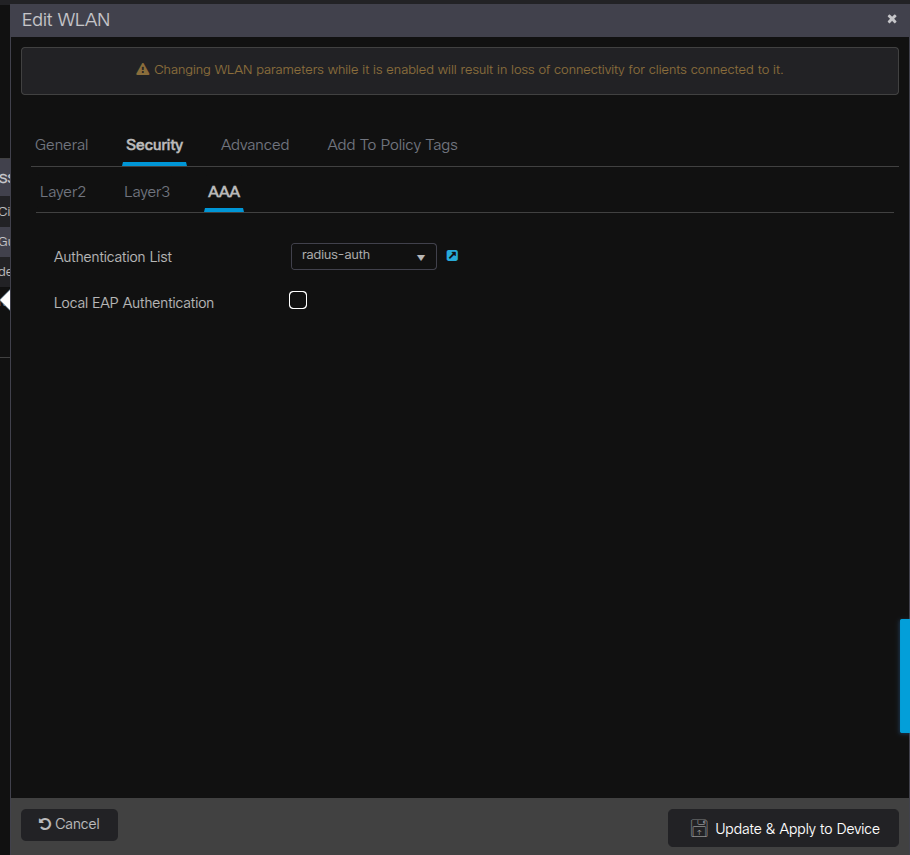 Edit WLAN
Changing WLAN parameters while it is enabled will result in loss of connectivity for clients connected to it.
General Security Advanced Add To Policy Tags
Layer2 Layer3 AAA
Authentication List radius-auth
Local EAP Authentication
Cancel Update & Apply to Device